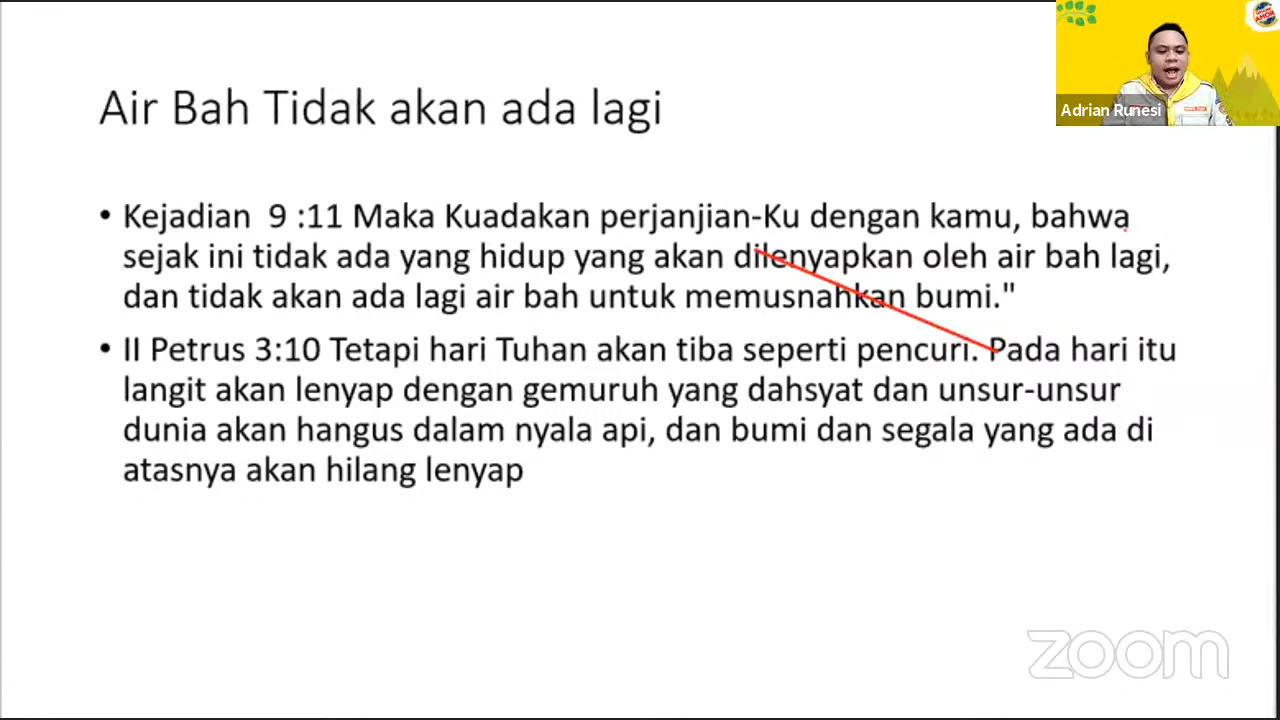 Air Bah Tidak akan ada lagi
• Kejadian 9 :11 Maka Kuadakan perjanjian-Ku dengan kamu, bahwa
sejak ini tidak ada yang hidup yang akan dilenyapkan oleh air bah lagi,
dan tidak akan ada lagi air bah untuk memusnahkan bumi."
• II Petrus 3:10 Tetapi hari Tuhan akan tiba seperti pencuri. Pada hari itu
langit akan lenyap dengan gemuruh yang dahsyat dan unsur-unsur
dunia akan hangus dalam nyala api, dan bumi dan segala yang ada di
atasnya akan hilang lenyap
Adrian Runesi
zoom